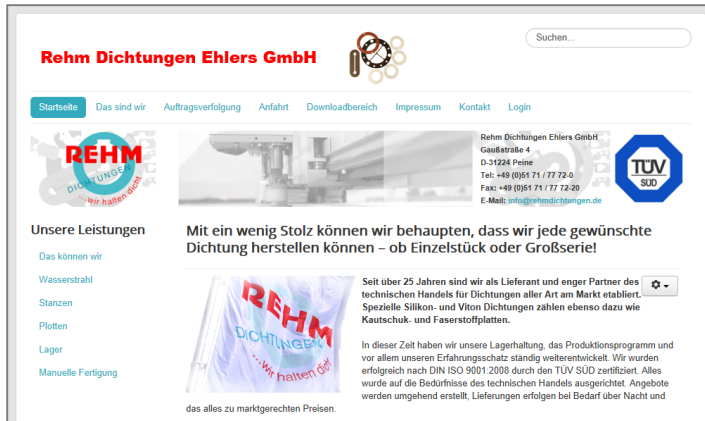 Suchen...
Rehm Dichtungen Ehlers GmbH
Startseite Das sind wir Auftragsverfolgung Anfahrt Downloadbereich Impressum Kontakt Login
REHM
DICHTUNGEN
...wir halten dicht
Rehm Dichtungen Ehlers GmbH
Gaußstraße 4
D-31224 Peine
Tel: +49 (0)51 71 / 77 72-0
Fax: +49 (0)51 71 / 77 72-20
E-Mail: info@rehmdichtungen.de
TÜV
SÜD
Unsere Leistungen
Das können wir
Wasserstrahl
Stanzen
Plotten
Lager
Manuelle Fertigung
Mit ein wenig Stolz können wir behaupten, dass wir jede gewünschte
Dichtung herstellen können – ob Einzelstück oder Großserie!
REHM
DICHTUNGEN
...wir halten dicht
Seit über 25 Jahren sind wir als Lieferant und enger Partner des
technischen Handels für Dichtungen aller Art am Markt etabliert.
Spezielle Silikon- und Viton Dichtungen zählen ebenso dazu wie
Kautschuk- und Faserstoffplatten.
In dieser Zeit haben wir unsere Lagerhaltung, das Produktionsprogramm und
vor allem unseren Erfahrungsschatz ständig weiterentwickelt. Wir wurden
erfolgreich nach DIN ISO 9001:2008 durch den TÜV SÜD zertifiziert. Alles
wurde auf die Bedürfnisse des technischen Handels ausgerichtet. Angebote
werden umgehend erstellt, Lieferungen erfolgen bei Bedarf über Nacht und
das alles zu marktgerechten Preisen.